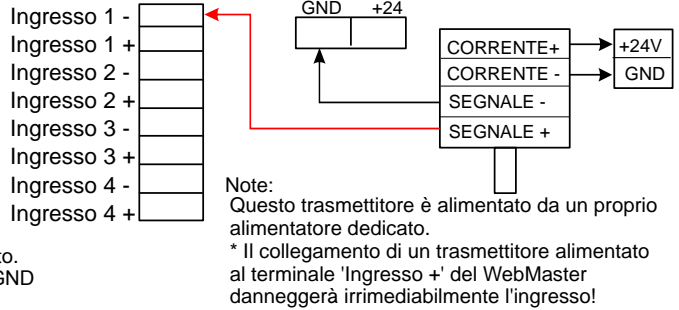 Ingresso 1 -
Ingresso 1 +
Ingresso 2 -
Ingresso 2 +
Ingresso 3 -
Ingresso 3 +
Ingresso 4 -
Ingresso 4 +
GND +24
CORRENTE+
CORRENTE -
SEGNALE -
SEGNALE +
+24V
GND
Note:
Questo trasmettitore è alimentato da un proprio
alimentatore dedicato.
* Il collegamento di un trasmettitore alimentato
al terminale 'Ingresso +' del WebMaster
danneggerà irrimediabilmente l'ingresso!
to.
GND